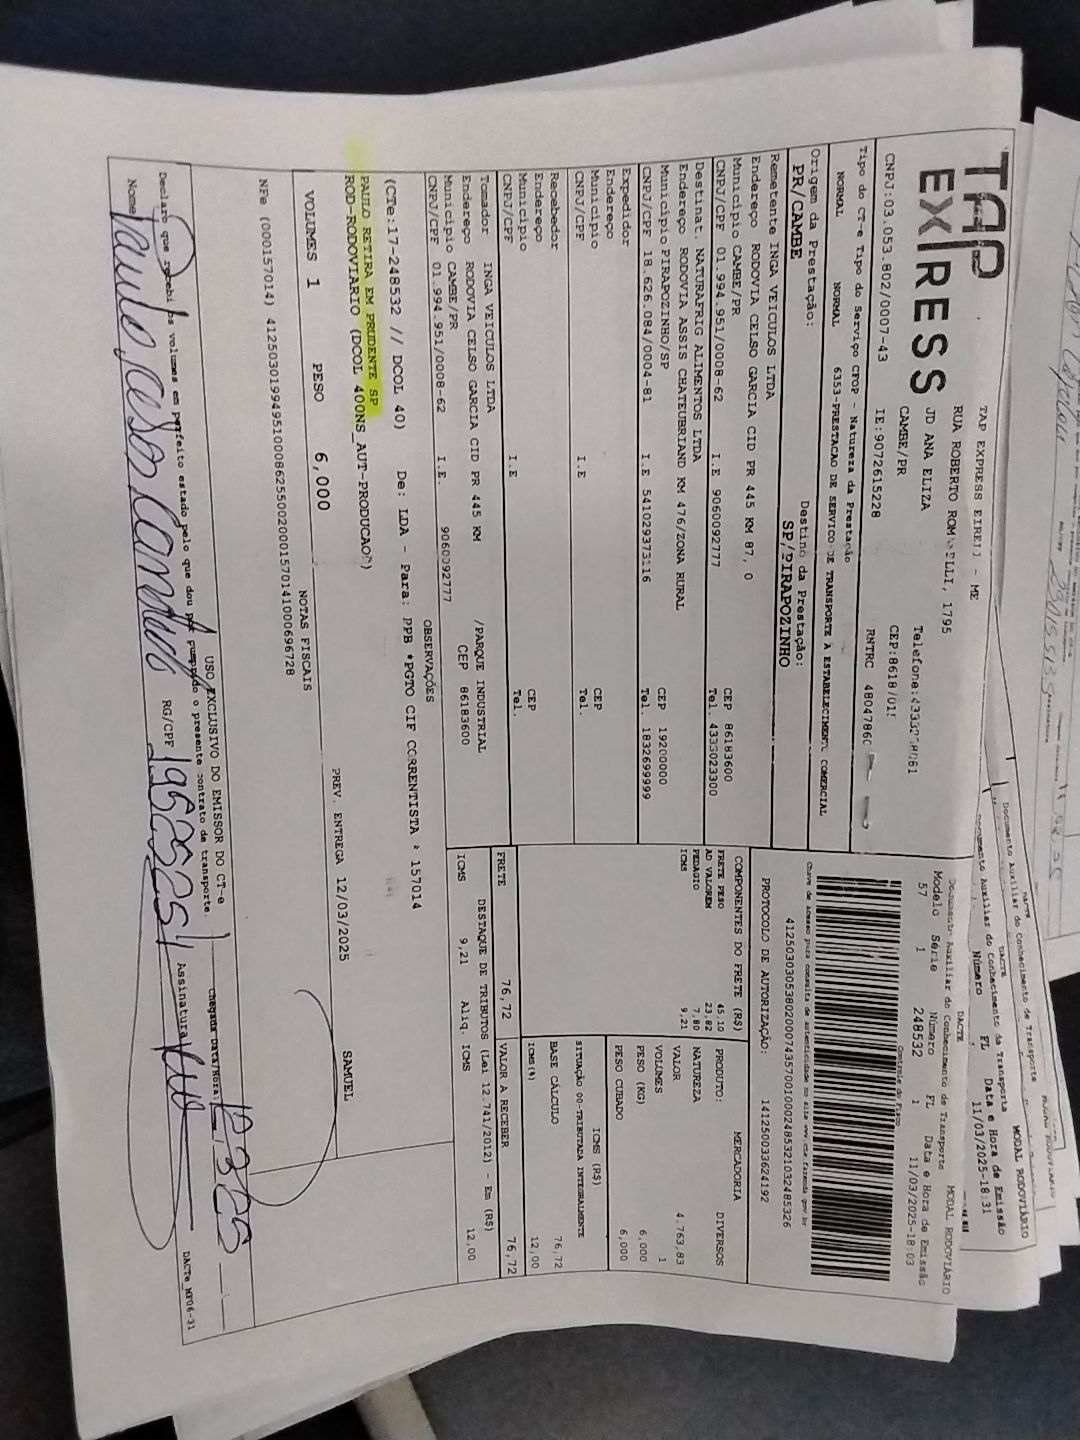 TAP
EXPRESS
TAP EXPRESS EIRELI - ME
RUA ROBERTO ROM ELLI, 1795
JD ANA ELIZA
CAMBE/PR
CNPJ:03.053.802/0007-43
IE:9072615228
RNTRC
Documento Auxiliar do Conhecimento de Transporte
DACTE
MODAL RODOVIÁRIO
Modelo Série Número FL Data e Hora de Emissão
57 1 248532 1 11/03/2025-18:03
Controle do Fisco
Tipo do CT-e Tipo do Serviço CFOP - Natureza da Prestação
NORMAL NORMAL 6353-PRESTACAO DE SERVICO DE TRANSPORTE A ESTABELECIMENTO COMERCIAL
Chave de Acesso para consulta de autenticidade no site www.cte.fazenda.gov.br
41250303053802000743570010002485321032485326
PROTOCOLO DE AUTORIZAÇÃO: 141250033624192
Origem da Prestação: Destino da Prestação:
PR/CAMBE SP/PIRAPOZINHO
Remetente INGA VEICULOS LTDA
Endereço RODOVIA CELSO GARCIA CID PR 445 KM 87, 0
Município CAMBE/PR CEP 86183600
CNPJ/CPF 01.994.951/0008-62 I.E 9060092777 Tel. 4333023300
Destinat. NATURAFRIG ALIMENTOS LTDA
Endereço RODOVIA ASSIS CHATEUBRIAND KM 476/ZONA RURAL
Município PIRAPOZINHO/SP CEP 19200000
CNPJ/CPF 18.626.084/0004-81 I.E 541029373116 Tel. 1832699999
Expedidor
Endereço
Município CEP
CNPJ/CPF I.E Tel.
Recebedor
Endereço
Município CEP
CNPJ/CPF I.E Tel.
Tomador INGA VEICULOS LTDA
Endereço RODOVIA CELSO GARCIA CID PR 445 KM /PARQUE INDUSTRIAL
Município CAMBE/PR CEP 86183600
CNPJ/CPF 01.994.951/0008-62 I.E. 9060092777
COMPONENTES DO FRETE (R$)
FRETE PESO 45,10
AD VALOREM 23,82
PEDAGIO 7,80
ICMS 9,21
MERCADORIA
PRODUTO: DIVERSOS
NATUREZA
VALOR 4.763,83
VOLUMES 1
PESO (KG) 6,000
PESO CUBADO 6,000
ICMS (R$)
SITUAÇÃO 00-TRIBUTADA INTEGRALMENTE
BASE CÁLCULO 76,72
ICMS(%) 12,00
FRETE 76,72 VALOR A RECEBER 76,72
DESTAQUE DE TRIBUTOS (Lei 12.741/2012) - Em (R$)
ICMS 9,21 Aliq. ICMS 12,00
OBSERVAÇÕES
(CTe:17-248532 // DCOL 40) De: LDA - Para: PPB *PGTO CIF CORRENTISTA * 157014
PAULO RETIRA EM PRUDENTE SP
ROD-RODOVIARIO (DCOL 400NS_AUT-PRODUCAO*)
PREV. ENTREGA 12/03/2025 SAMUEL
VOLUMES 1 PESO 6,000
NOTAS FISCAIS
NFe (000157014) 41250301994951000862550020001570141000696728
USO EXCLUSIVO DO EMISSOR DO CT-e
Declaro que recebi os volumes em perfeito estado pelo que dou por cumprido o presente contrato de transporte.
Chegada Data/Hora:
Nome RG/CPF Assinatura
DACTe_MF06-31